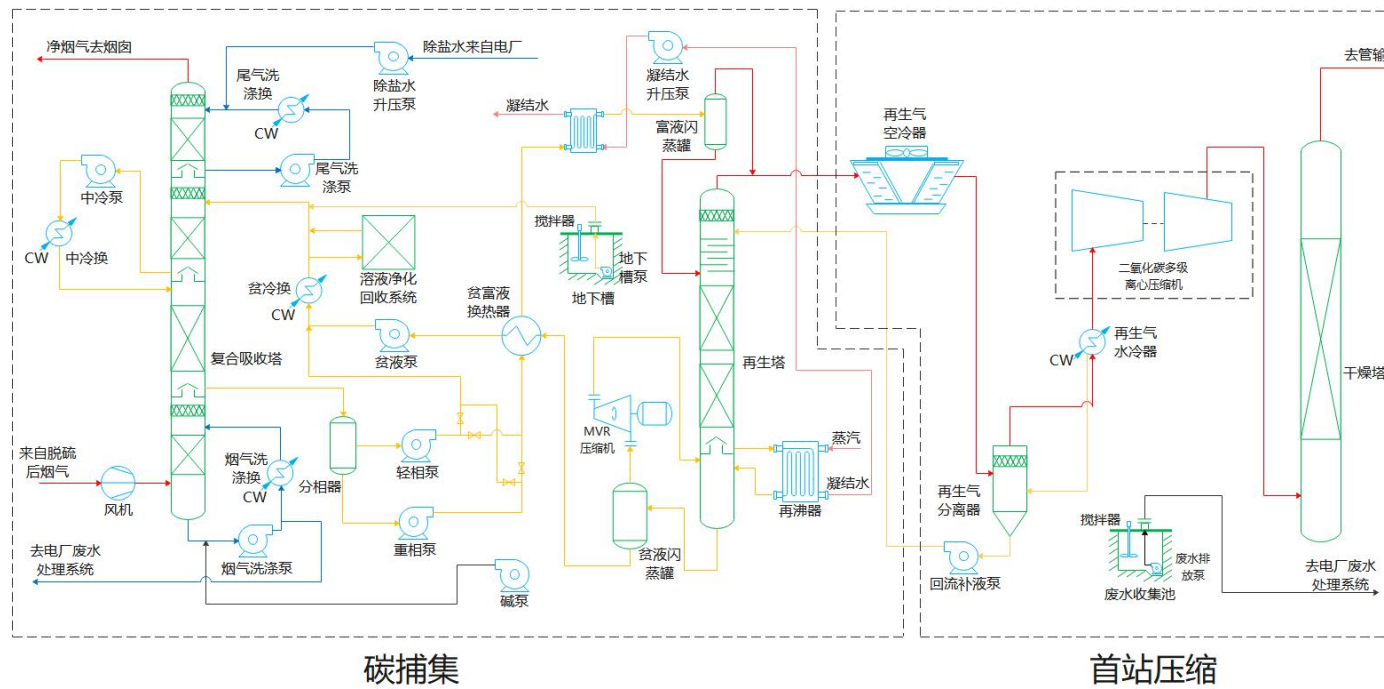 净烟气去烟囱
除盐水来自电厂
除盐水
升压泵
尾气洗
涤换
CW
尾气洗
涤泵
中冷泵
CW
中冷换
凝结水
凝结水
升压泵
富液闪
蒸罐
再生气
空冷器
去管输
搅拌器
地下
槽泵
地下槽
溶液净化
回收系统
贫冷换
CW
贫富液
换热器
贫液泵
复合吸收塔
再生塔
二氧化碳多级
离心压缩机
再生气
水冷器
CW
干燥塔
来自脱硫
后烟气
风机
烟气洗
涤换
CW
分相器
轻相泵
重相泵
MVR
压缩机
蒸汽
凝结水
再沸器
贫液闪
蒸罐
再生气
分离器
搅拌器
废水排
放泵
废水收集池
去电厂废水
处理系统
去电厂废水
处理系统
烟气洗涤泵
碱泵
回流补液泵
碳捕集
首站压缩